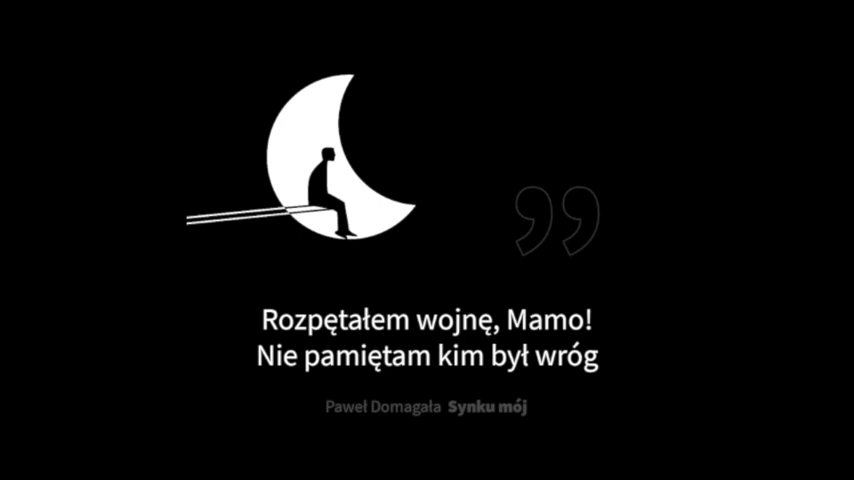 ”
Rozpętałem wojnę, Mamo!
Nie pamiętam kim był wróg
Paweł Domagała Synku mój